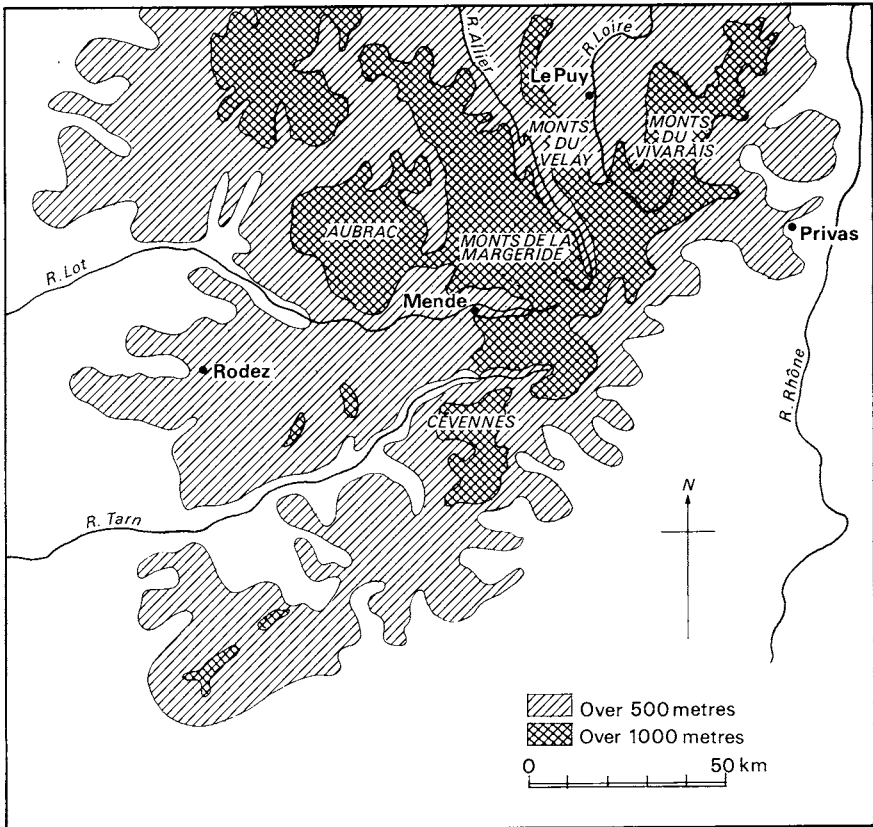 R. Allier
R. Loire
Le Puy
MONTS
DU
VELAY
MONTS
DU
VIVARAIS
AUBRAC
MONTS DE LA
MARGERIDE
Privas
R. Lot
Mende
Rodez
R. Rhône
CÉVENNES
N
R. Tarn
Over 500 metres
Over 1000 metres
0 50 km